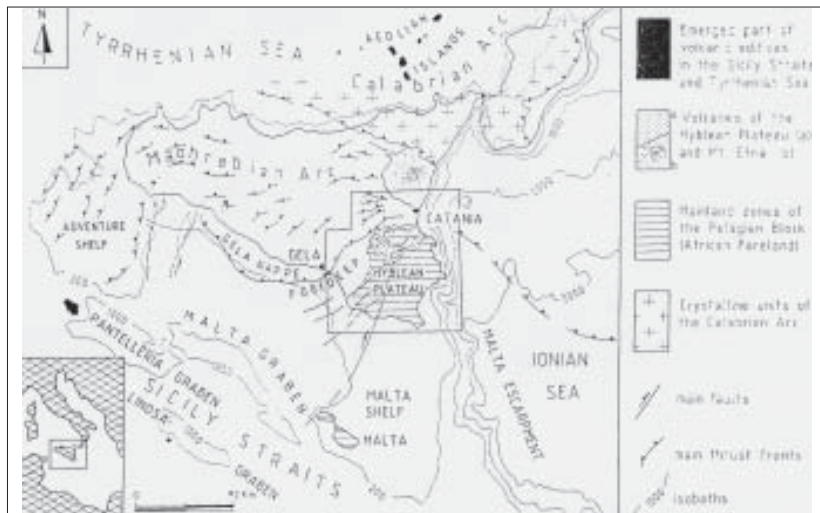 N
TYRRHENIAN SEA
AEOLIAN
ISLANDS
Calabrian Arc
Maghrebian Arc
ADVENTURE
SHELF
GELA NAPPE
GELA
FOREDEEP
CATANIA
HYBLEAN
PLATEAU
200
1000
PANTELLERIA GRABEN
MALTA GRABEN
SICILY STRAITS
LINOSA
GRABEN
MALTA
SHELF
MALTA
MALTA ESCARPMENT
IONIAN
SEA
200
0
Emerged part of
volcanic edifices
in the Sicily Straits
and Tyrrhenian Sea
Volcanics of the
Hyblean Plateau
and Mt. Etna
Mainland zones of
the Pelagian Block
(African Foreland)
Crystalline units of
the Calabrian Arc
main faults
main thrust fronts
1000
isobaths